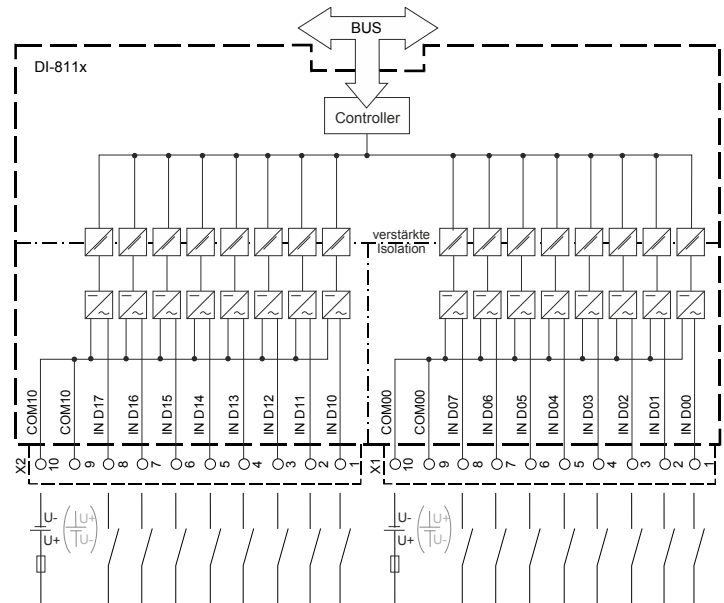 BUS
DI-811x
Controller
verstärkte
Isolation
COM10
COM10
IN D17
IN D16
IN D15
IN D14
IN D13
IN D12
IN D11
IN D10
COM00
COM00
IN D07
IN D06
IN D05
IN D04
IN D03
IN D02
IN D01
IN D00
X2
10
9
8
7
6
5
4
3
2
1
X1
10
9
8
7
6
5
4
3
2
1
U-
U+
U+
U-
U-
U+
U+
U-